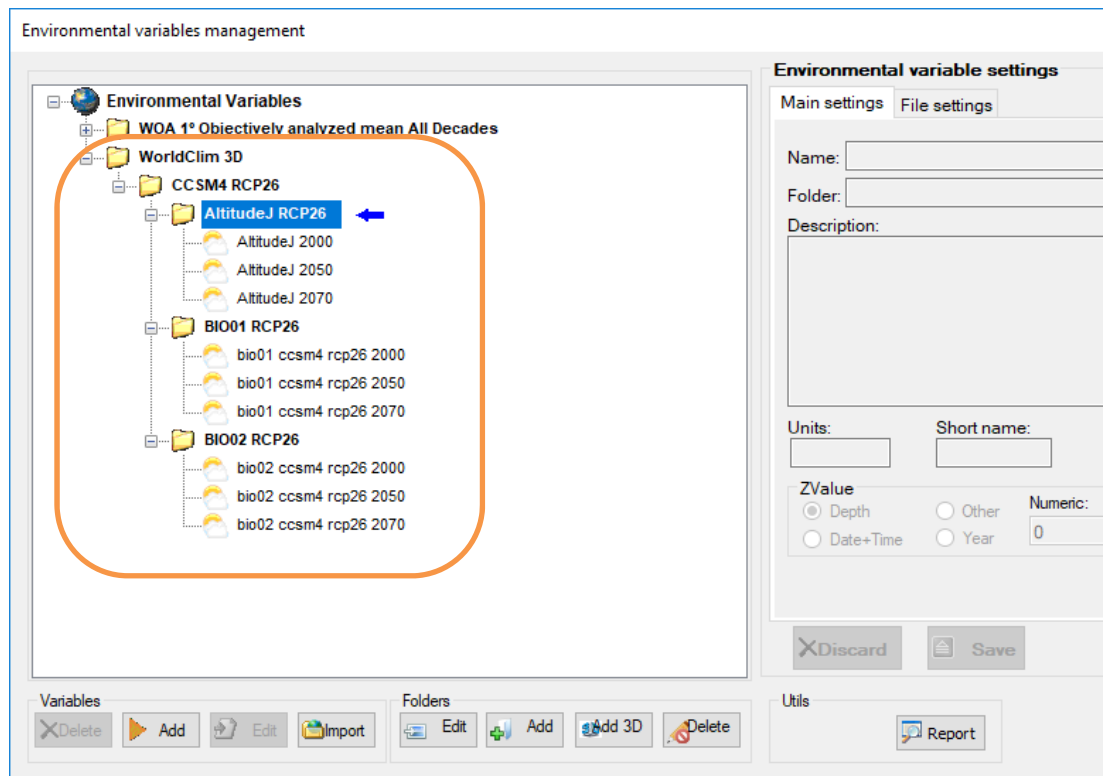 Environmental variables management
Environmental Variables
WOA 1º Objectively analyzed mean All Decades
WorldClim 3D
CCSM4 RCP26
AltitudeJ RCP26
AltitudeJ 2000
AltitudeJ 2050
AltitudeJ 2070
BIO01 RCP26
bio01 ccsm4 rcp26 2000
bio01 ccsm4 rcp26 2050
bio01 ccsm4 rcp26 2070
BIO02 RCP26
bio02 ccsm4 rcp26 2000
bio02 ccsm4 rcp26 2050
bio02 ccsm4 rcp26 2070
Environmental variable settings
Main settings File settings
Name:
Folder:
Description:
Units: Short name:
ZValue
Depth Other Numeric:
Date+Time Year 0
Discard Save
Variables
Delete Add Edit Import
Folders
Edit Add Add 3D Delete
Utils
Report